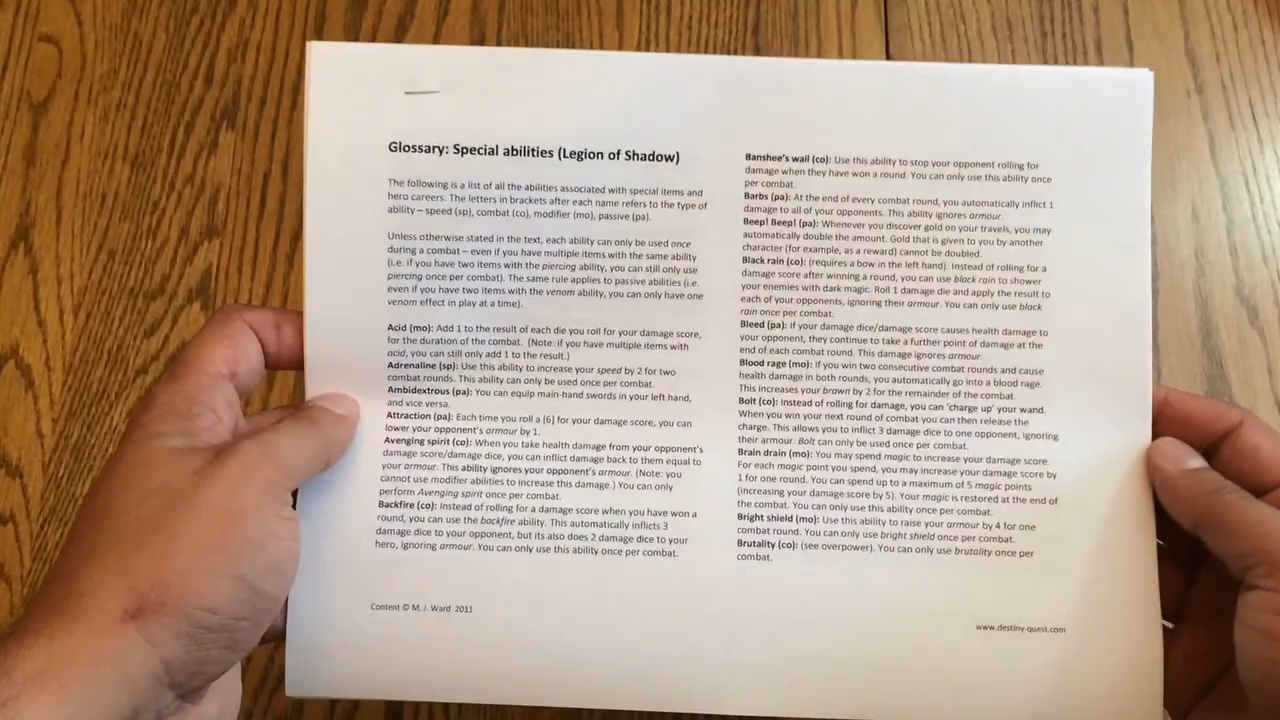 Glossary: Special abilities (Legion of Shadow)
The following is a list of all the abilities associated with special items and
hero careers. The letters in brackets after each name refers to the type of
ability – speed (sp), combat (co), modifier (mo), passive (pa).
Unless otherwise stated in the text, each ability can only be used once
during a combat – even if you have multiple items with the same ability
(i.e. if you have two items with the piercing ability, you can still only use
piercing once per combat). The same rule applies to passive abilities (i.e.
even if you have two items with the venom ability, you can only have one
venom effect in play at a time).
Acid (mo): Add 1 to the result of each die you roll for your damage score,
for the duration of the combat. (Note: if you have multiple items with
acid, you can still only add 1 to the result.)
Adrenaline (sp): Use this ability to increase your speed by 2 for two
combat rounds. This ability can only be used once per combat.
Ambidextrous (pa): You can equip main-hand swords in your left hand,
and vice versa.
Attraction (pa): Each time you roll a [6] for your damage score, you can
lower your opponent's armour by 1.
Avenging spirit (co): When you take health damage from your opponent's
damage score/damage dice, you can inflict damage back to them equal to
your armour. This ability ignores your opponent's armour. (Note: you
cannot use modifier abilities to increase this damage.) You can only
perform Avenging spirit once per combat.
Backfire (co): Instead of rolling for a damage score when you have won a
round, you can use the backfire ability. This automatically inflicts 3
damage dice to your opponent, but its also does 2 damage dice to your
hero, ignoring armour. You can only use this ability once per combat.
Banshee's wail (co): Use this ability to stop your opponent rolling for
damage when they have won a round. You can only use this ability once
per combat.
Barbs (pa): At the end of every combat round, you automatically inflict 1
damage to all of your opponents. This ability ignores armour.
Beep! Beep! (pa): Whenever you discover gold on your travels, you may
automatically double the amount. Gold that is given to you by another
character (for example, as a reward) cannot be doubled.
Black rain (co): (requires a bow in the left hand). Instead of rolling for a
damage score after winning a round, you can use black rain to shower
your enemies with dark magic. Roll 1 damage die and apply the result to
each of your opponents, ignoring their armour. You can only use black
rain once per combat.
Bleed (pa): If your damage dice/damage score causes health damage to
your opponent, they continue to take a further point of damage at the
end of each combat round. This damage ignores armour.
Blood rage (mo): If you win two consecutive combat rounds and cause
health damage in both rounds, you automatically go into a blood rage.
This increases your brawn by 2 for the remainder of the combat.
Bolt (co): Instead of rolling for damage, you can 'charge up' your wand.
When you win your next round of combat you can then release the
charge. This allows you to inflict 3 damage dice to one opponent, ignoring
their armour. Bolt can only be used once per combat.
Brain drain (mo): You may spend magic to increase your damage score.
For each magic point you spend, you may increase your damage score by
1 for one round. You can spend up to a maximum of 5 magic points
(increasing your damage score by 5). Your magic is restored at the end of
the combat. You can only use this ability once per combat.
Bright shield (mo): Use this ability to raise your armour by 4 for one
combat round. You can only use bright shield once per combat.
Brutality (co): (see overpower). You can only use brutality once per
combat.
Content © M. J. Ward 2011
www.destiny-quest.com